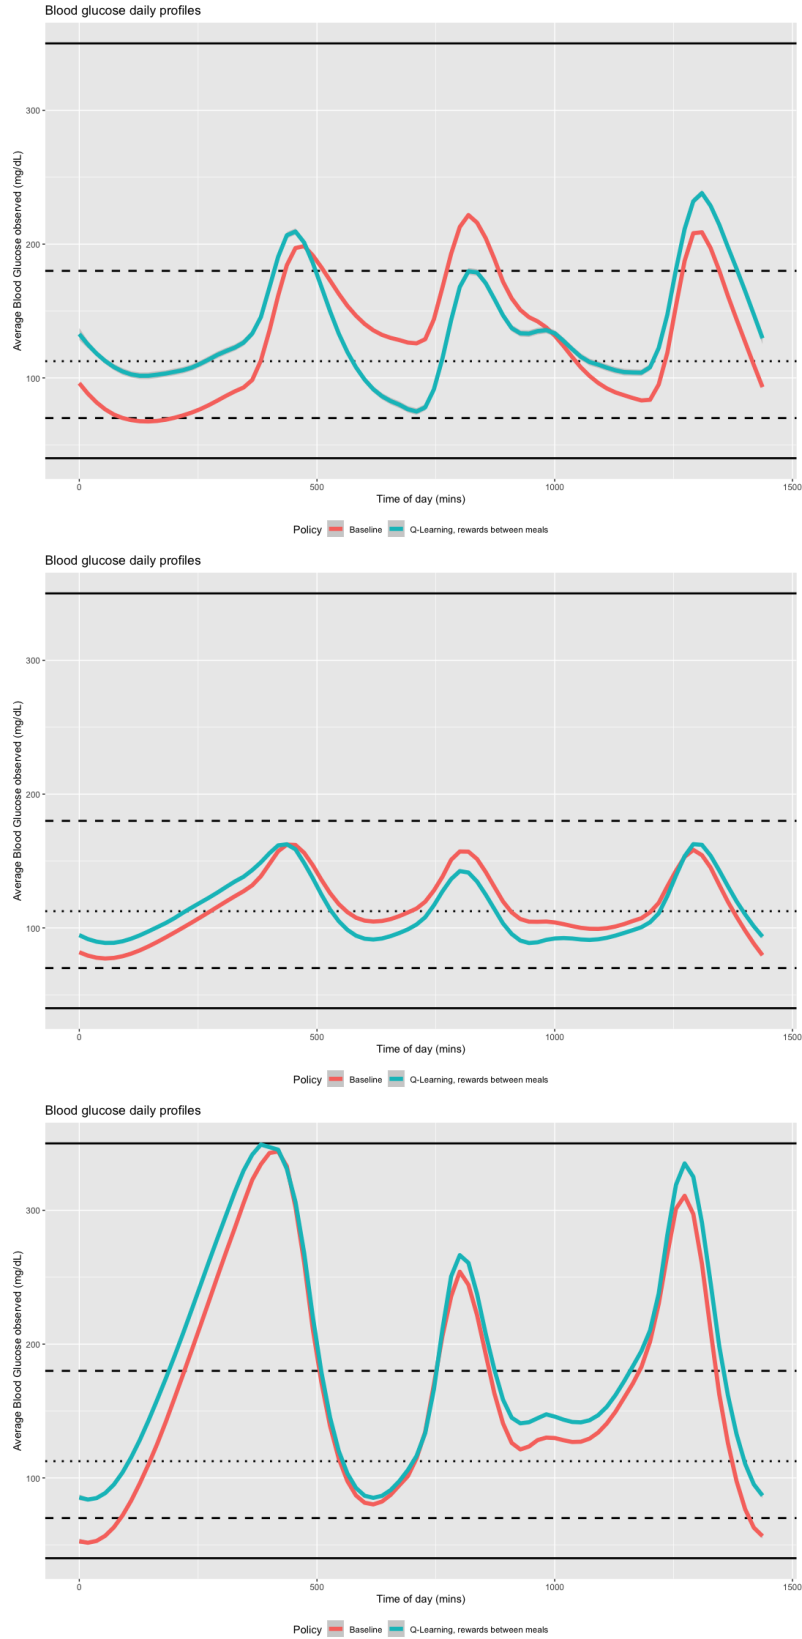 Blood glucose daily profiles
Average Blood Glucose observed (mg/dL)
300
200
100
0 500 1000 1500
Time of day (mins)
Policy Baseline Q-Learning, rewards between meals
Blood glucose daily profiles
Average Blood Glucose observed (mg/dL)
300
200
100
0 500 1000 1500
Time of day (mins)
Policy Baseline Q-Learning, rewards between meals
Blood glucose daily profiles
Average Blood Glucose observed (mg/dL)
300
200
100
0 500 1000 1500
Time of day (mins)
Policy Baseline Q-Learning, rewards between meals